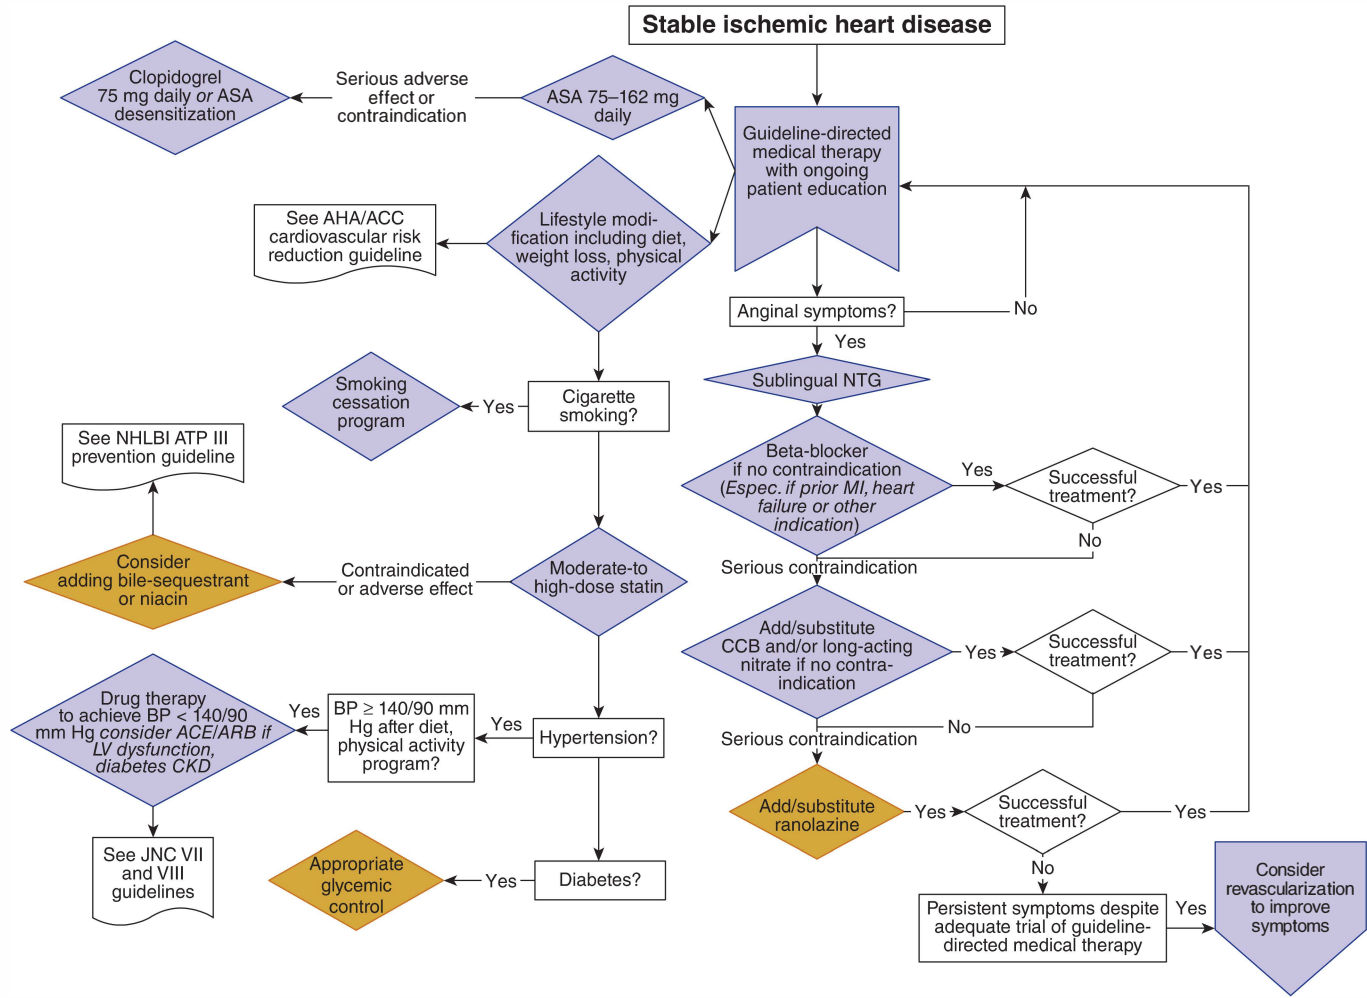 Stable ischemic heart disease
Clopidogrel
75 mg daily or ASA
desensitization
Serious adverse
effect or
contraindication
ASA 75–162 mg
daily
Guideline-directed
medical therapy
with ongoing
patient education
See AHA/ACC
cardiovascular risk
reduction guideline
Lifestyle modi-
fication including diet,
weight loss, physical
activity
Anginal symptoms?
No
Yes
Sublingual NTG
Smoking
cessation
program
Yes
Cigarette
smoking?
See NHLBI ATP III
prevention guideline
Beta-blocker
if no contraindication
(Espec. if prior MI, heart
failure or other
indication)
Yes
Successful
treatment?
Yes
No
Serious contraindication
Consider
adding bile-sequestrant
or niacin
Contraindicated
or adverse effect
Moderate-to
high-dose statin
Add/substitute
CCB and/or long-acting
nitrate if no contra-
indication
Yes
Successful
treatment?
Yes
No
Serious contraindication
Drug therapy
to achieve BP < 140/90
mm Hg consider ACE/ARB if
LV dysfunction,
diabetes CKD
Yes
BP ≥ 140/90 mm
Hg after diet,
physical activity
program?
Yes
Hypertension?
Add/substitute
ranolazine
Yes
Successful
treatment?
Yes
No
See JNC VII
and VIII
guidelines
Appropriate
glycemic
control
Yes
Diabetes?
Persistent symptoms despite
adequate trial of guideline-
directed medical therapy
Yes
Consider
revascularization
to improve
symptoms